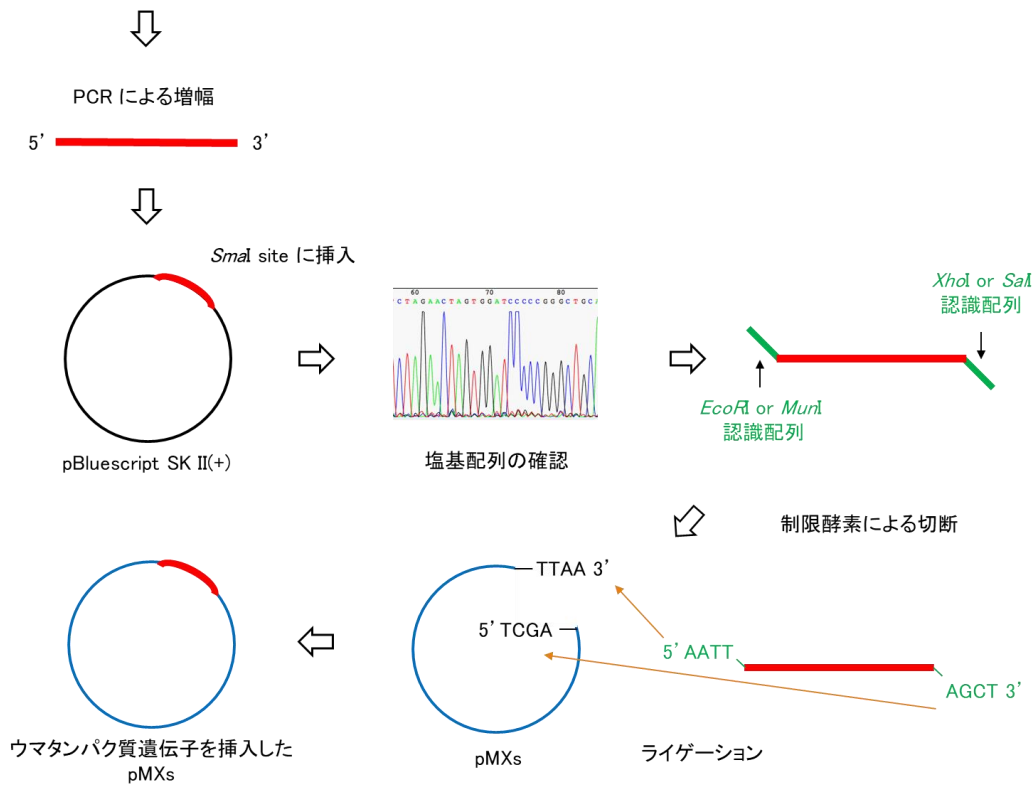 PCR による増幅
5’
3’
SmaI site に挿入
pBluescript SK II(+)
60 70 80
CTAGAACTAGTGGATCCCCCGGGCTGCA
塩基配列の確認
XhoI or SalI
認識配列
EcoRI or MunI
認識配列
制限酵素による切断
TTAA 3’
5’ TCGA
5’ AATT
AGCT 3’
pMXs
ライゲーション
ウマタンパク質遺伝子を挿入した
pMXs